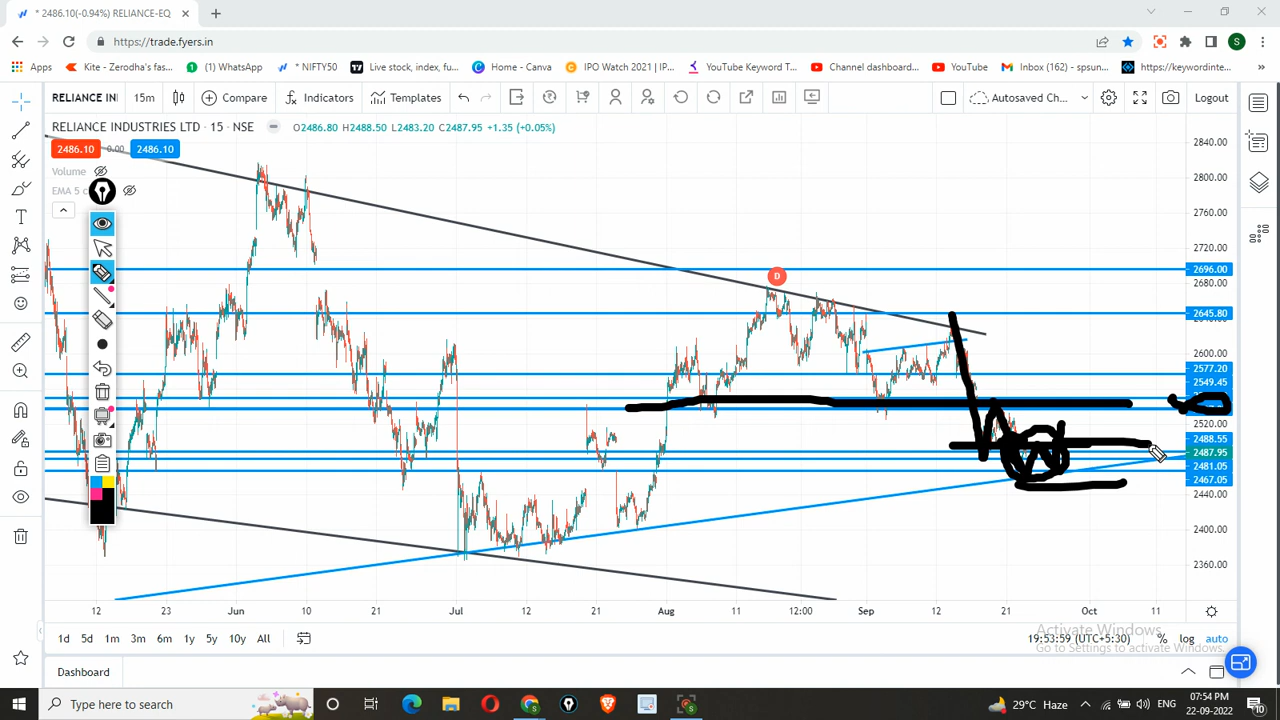 * 2486.10(-0.94%) RELIANCE-EQ
https://trade.fyers.in
Apps Kite - Zerodha's fas... (1) WhatsApp * NIFTY50 Live stock, index, fu... Home - Canva IPO Watch 2021 | IP... YouTube Keyword T... Channel dashboard... YouTube Inbox (162) - spsun... https://keywordinte... »
RELIANCE IN 15m Compare Indicators Templates Autosaved Ch... Logout
RELIANCE INDUSTRIES LTD · 15 · NSE O2486.80 H2488.50 L2483.20 C2487.95 +1.35 (+0.05%)
2486.10 0.00 2486.10
Volume
EMA 5 c
D
2840.00
2800.00
2760.00
2720.00
2696.00
2680.00
2645.80
2600.00
2577.20
2549.45
2520.00
2488.55
2487.95
2481.05
2467.05
2440.00
2400.00
2360.00
12 23 Jun 10 21 Jul 12 21 Aug 11 12:00 Sep 12 21 Oct 11
1d 5d 1m 3m 6m 1y 5y 10y All 19:53:59 (UTC+5:30) % log auto
Activate Windows
Go to Settings to activate Windows.
Dashboard
Type here to search 29°C Haze ENG 07:54 PM 22-09-2022 10